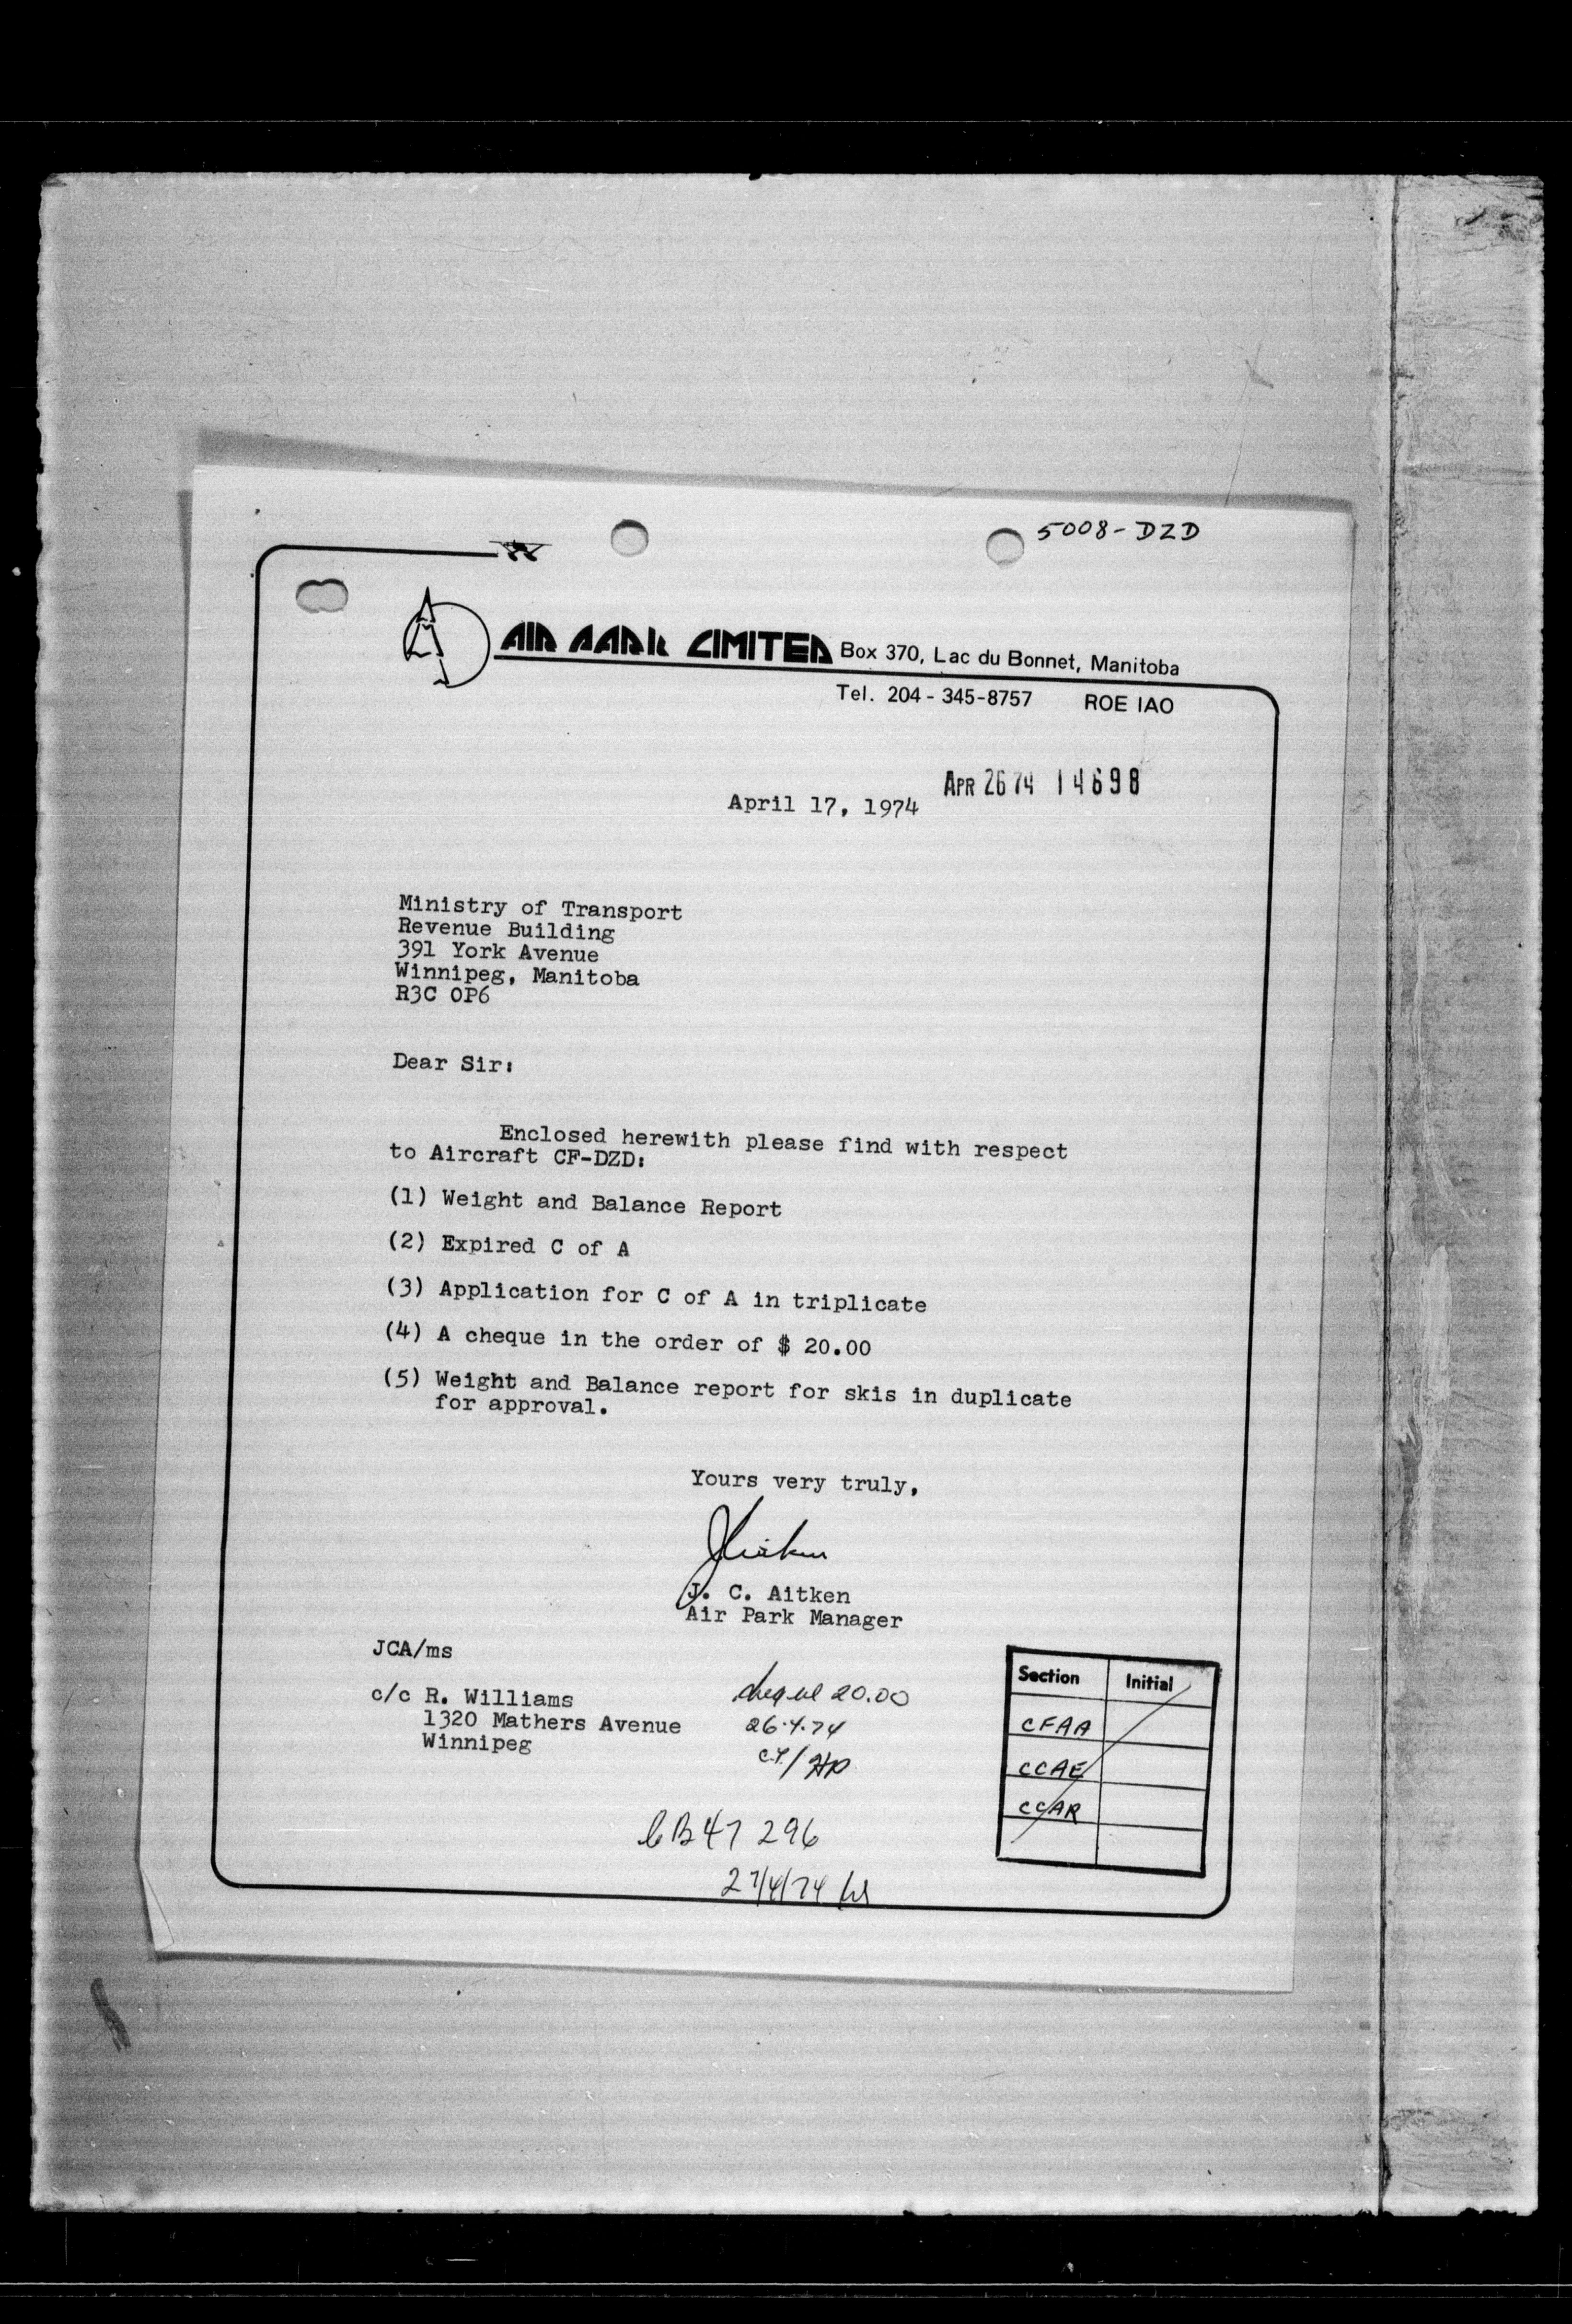 5008-DZD
AIR PARK LIMITED Box 370, Lac du Bonnet, Manitoba
Tel. 204-345-8757 ROE IAO
APR 26 74 14698
April 17, 1974
Ministry of Transport
Revenue Building
391 York Avenue
Winnipeg, Manitoba
R3C 0P6
Dear Sir:
Enclosed herewith please find with respect
to Aircraft CF-DZD:
(1) Weight and Balance Report
(2) Expired C of A
(3) Application for C of A in triplicate
(4) A cheque in the order of $ 20.00
(5) Weight and Balance report for skis in duplicate
for approval.
Yours very truly,
J. C. Aitken
Air Park Manager
JCA/ms
c/c R. Williams
1320 Mathers Avenue
Winnipeg
cheque 20.00
26.4.74
Section Initial
CFAA
CCAE
CCAR
47 296
27/4/74